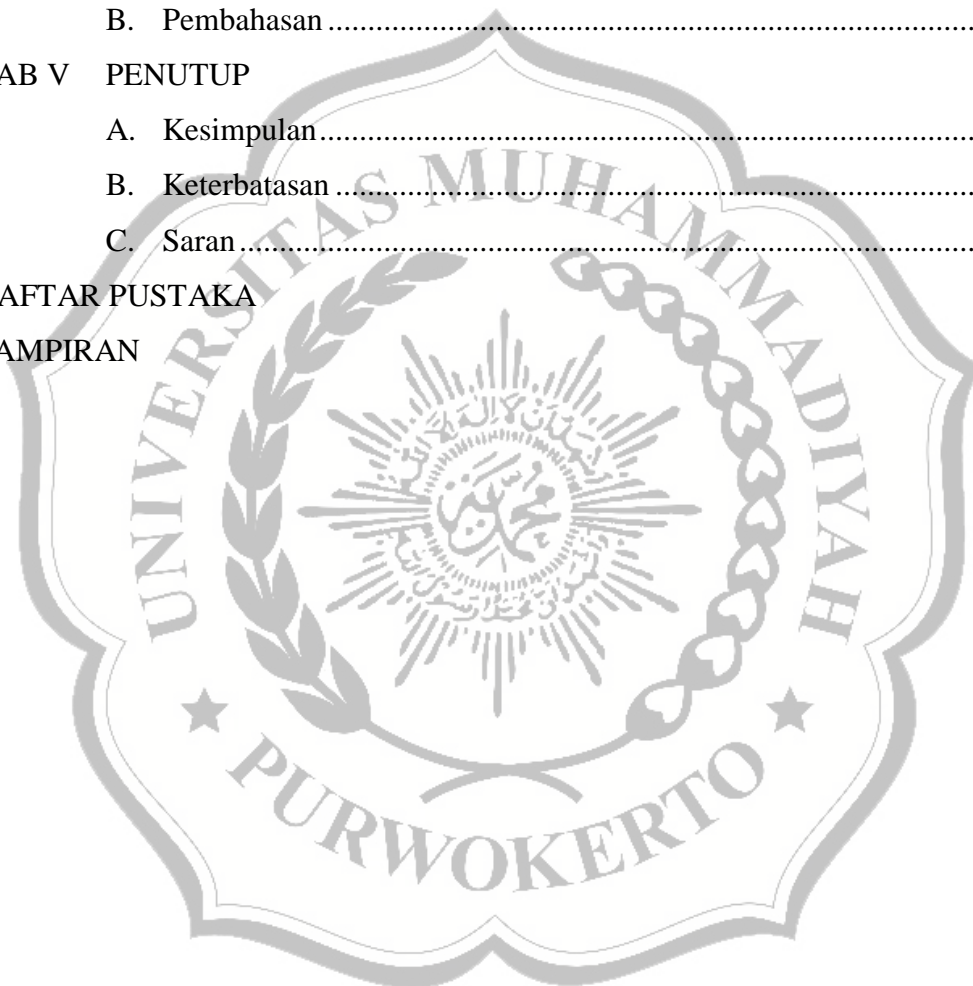 B. Pembahasan ........................................................................
AB V PENUTUP
A. Kesimpulan ........................................................................
B. Keterbatasan ........................................................................
C. Saran ........................................................................
AFTAR PUSTAKA
AMPIRAN
UNIVERSITAS MUHAMMADIYAH
PURWOKERTO